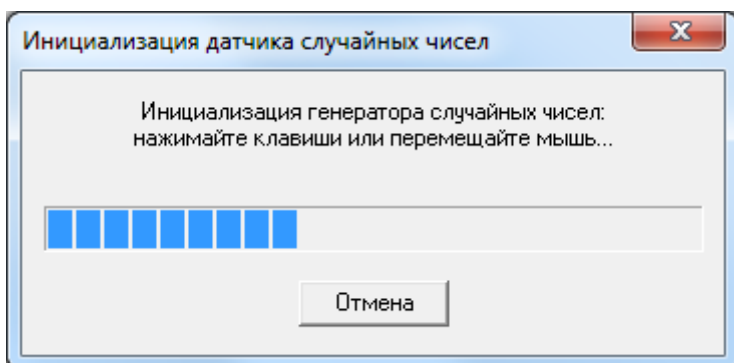 Инициализация датчика случайных чисел
Инициализация генератора случайных чисел:
нажимайте клавиши или перемещайте мышь...
Отмена